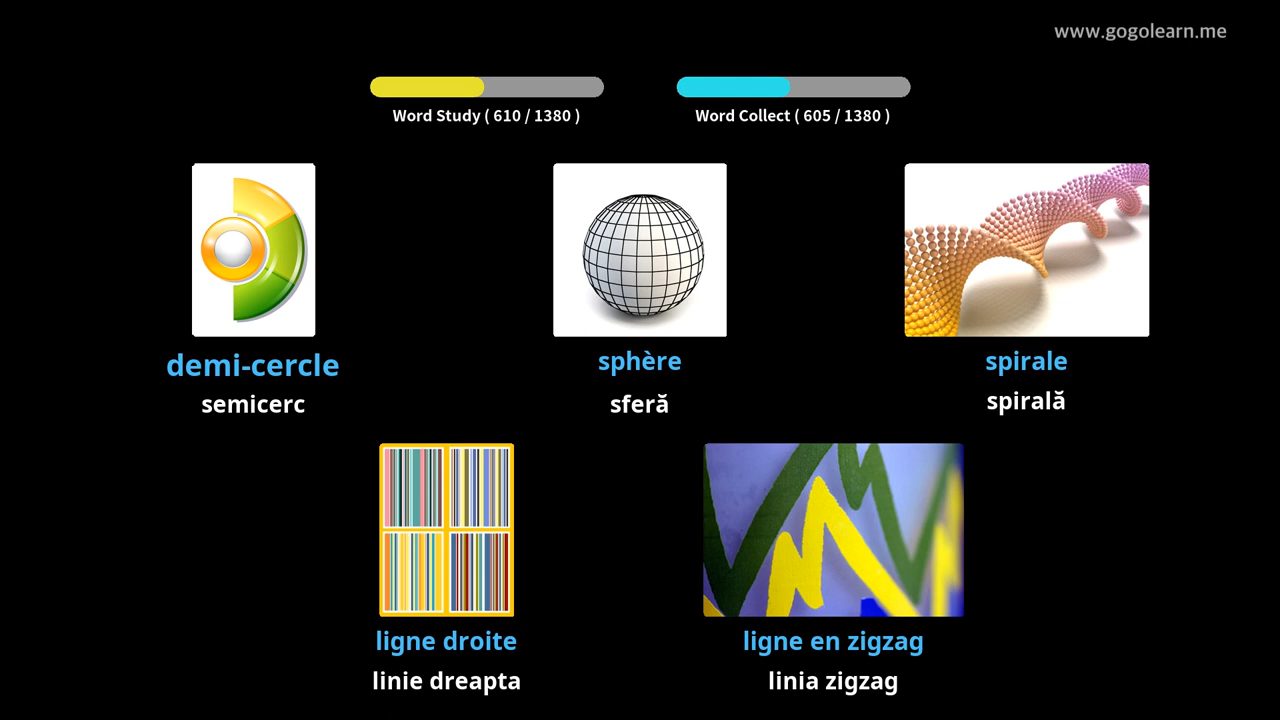 www.gogolearn.me
Word Study ( 610 / 1380 )
Word Collect ( 605 / 1380 )
demi-cercle
semicerc
sphère
sferă
spirale
spirală
ligne droite
linie dreapta
ligne en zigzag
linia zigzag